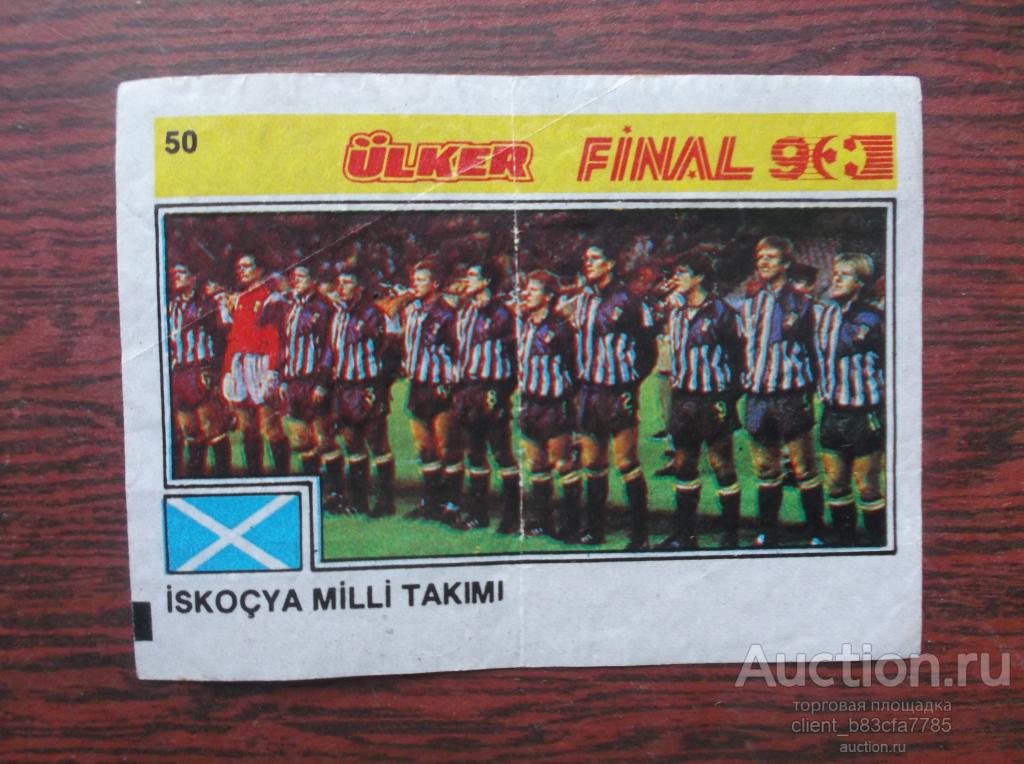 50
ÜLKER FİNAL 90
İSKOÇYA MİLLİ TAKIMI
Auction.ru
торговая площадка
client_b83cfa7785
auction.ru